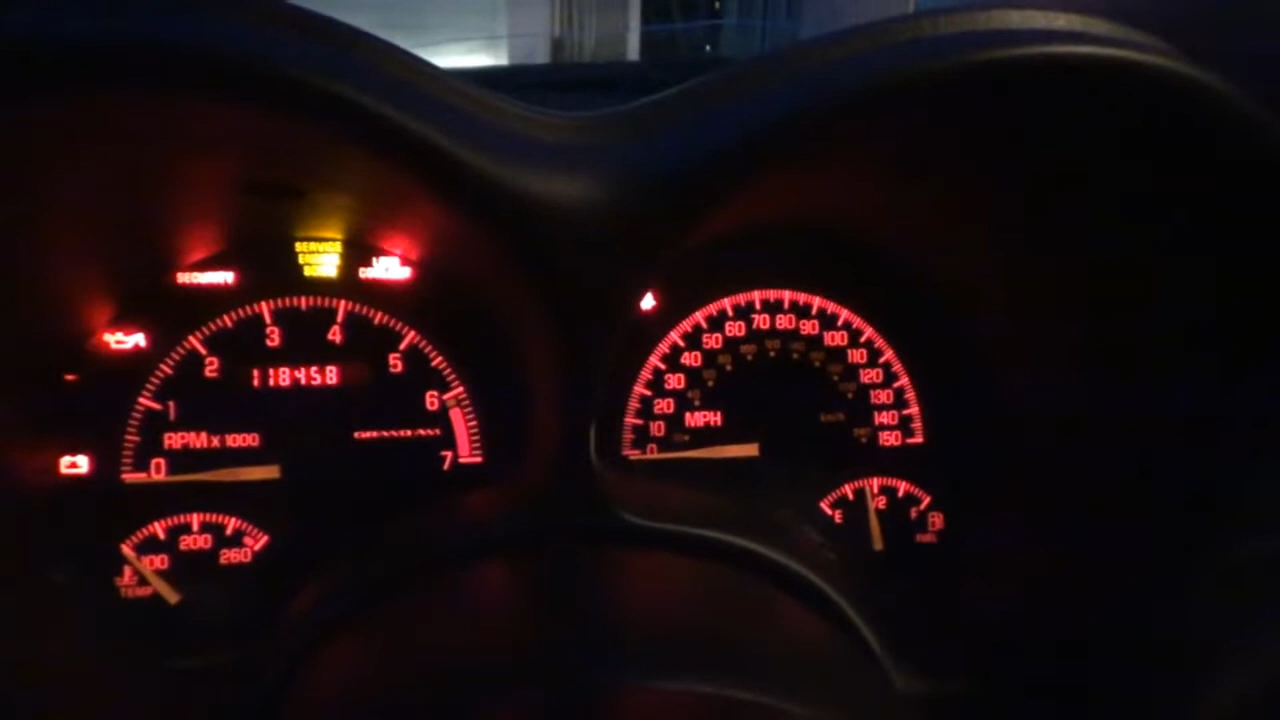 SERVICE ENGINE SOON
SECURITY
LOW COOLANT
3 4
2 5
118458
1 6
RPM x 1000
GRAND AM
0 7
100 200 260
TEMP
60 70 80 90
50 100
40 110
30 120
20 130
MPH
10 140
0 150
E 1/2 F
FUEL